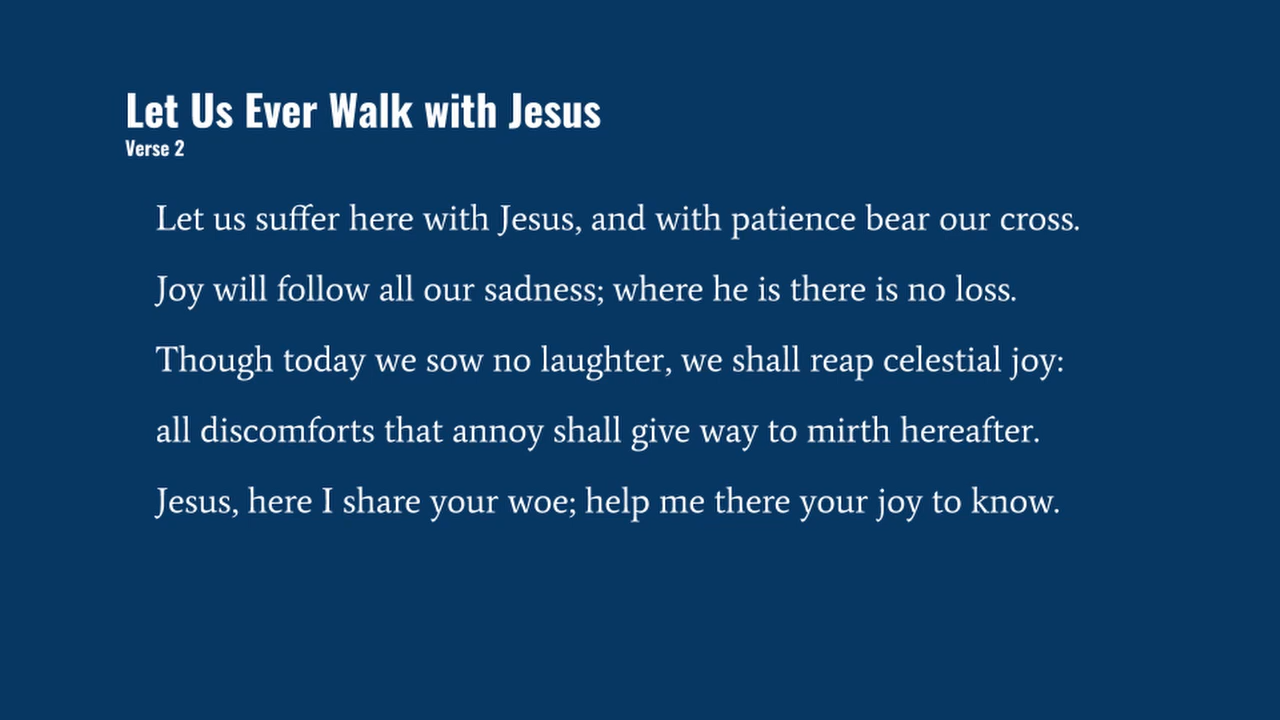 Let Us Ever Walk with Jesus
Verse 2
Let us suffer here with Jesus, and with patience bear our cross.
Joy will follow all our sadness; where he is there is no loss.
Though today we sow no laughter, we shall reap celestial joy:
all discomforts that annoy shall give way to mirth hereafter.
Jesus, here I share your woe; help me there your joy to know.